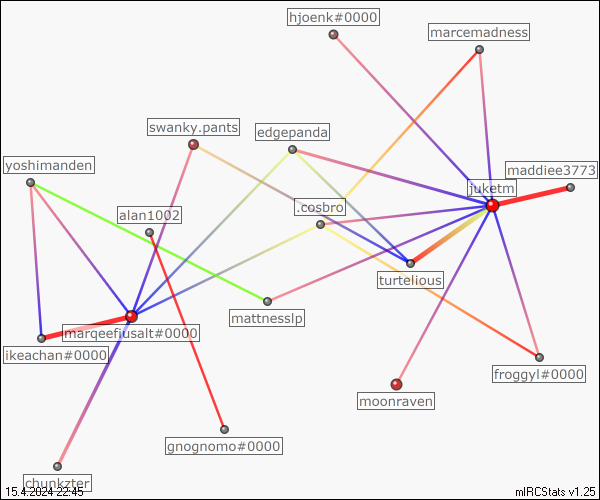 hjoenk#0000
marcemadness
swanky.pants
edgepanda
yoshimanden
maddiee3773
juketm
alan1002
.cosbro
turtelious
mattnesslp
marqeefiusalt#0000
ikeachan#0000
froggyl#0000
moonraven
gnognomo#0000
chunkzter
15.4.2024 22:45
mIRCStats v1.25